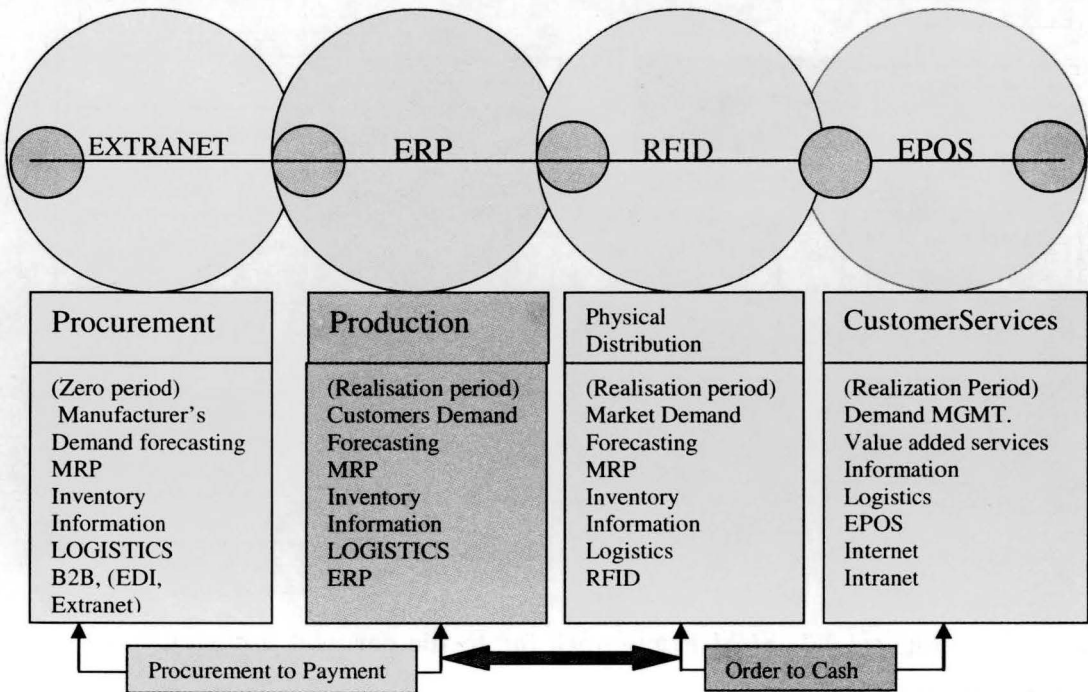 EXTRANET
ERP
RFID
EPOS
Procurement
(Zero period)
Manufacturer's
Demand forecasting
MRP
Inventory
Information
LOGISTICS
B2B, (EDI,
Extranet)
Production
(Realisation period)
Customers Demand
Forecasting
MRP
Inventory
Information
LOGISTICS
ERP
Physical
Distribution
(Realisation period)
Market Demand
Forecasting
MRP
Inventory
Information
Logistics
RFID
CustomerServices
(Realization Period)
Demand MGMT.
Value added services
Information
Logistics
EPOS
Internet
Intranet
Procurement to Payment
Order to Cash